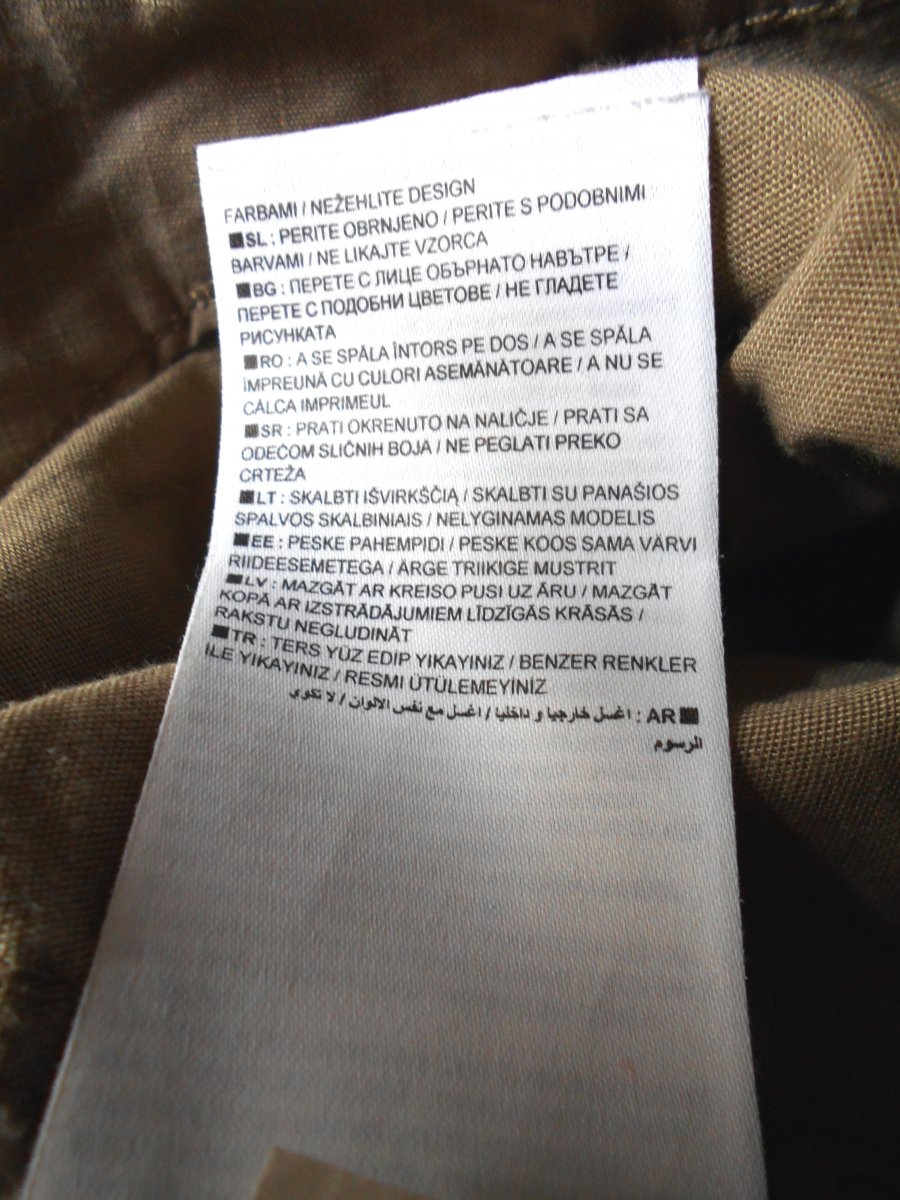 FARBAMI / NEŽEHLITE DESIGN
SL : PERITE OBRNJENO / PERITE S PODOBNIMI
BARVAMI / NE LIKAJTE VZORCA
BG : ПЕРЕТЕ С ЛИЦЕ ОБЪРНАТО НАВЪТРЕ /
ПЕРЕТЕ С ПОДОБНИ ЦВЕТОВЕ / НЕ ГЛАДЕТЕ
РИСУНКАТА
RO : A SE SPĂLA ÎNTORS PE DOS / A SE SPĂLA
ÎMPREUNĂ CU CULORI ASEMĂNĂTOARE / A NU SE
CĂLCA IMPRIMEUL
SR : PRATI OKRENUTO NA NALIČJE / PRATI SA
ODEĆOM SLIČNIH BOJA / NE PEGLATI PREKO
CRTEŽA
LT : SKALBTI IŠVIRKŠČIĄ / SKALBTI SU PANAŠIOS
SPALVOS SKALBINIAIS / NELYGINAMAS MODELIS
EE : PESKE PAHEMPIDI / PESKE KOOS SAMA VÄRVI
RIIDEESEMETEGA / ÄRGE TRIIKIGE MUSTRIT
LV : MAZGĀT AR KREISO PUSI UZ ĀRU / MAZGĀT
KOPĀ AR IZSTRĀDĀJUMIEM LĪDZĪGĀS KRĀSĀS /
RAKSTU NEGLUDINĀT
TR : TERS YÜZ EDİP YIKAYINIZ / BENZER RENKLER
İLE YIKAYINIZ / RESMİ ÜTÜLEMEYİNİZ
AR : اغسل خارجيا و داخليا / اغسل مع نفس الالوان / لا تكوي
الرسوم